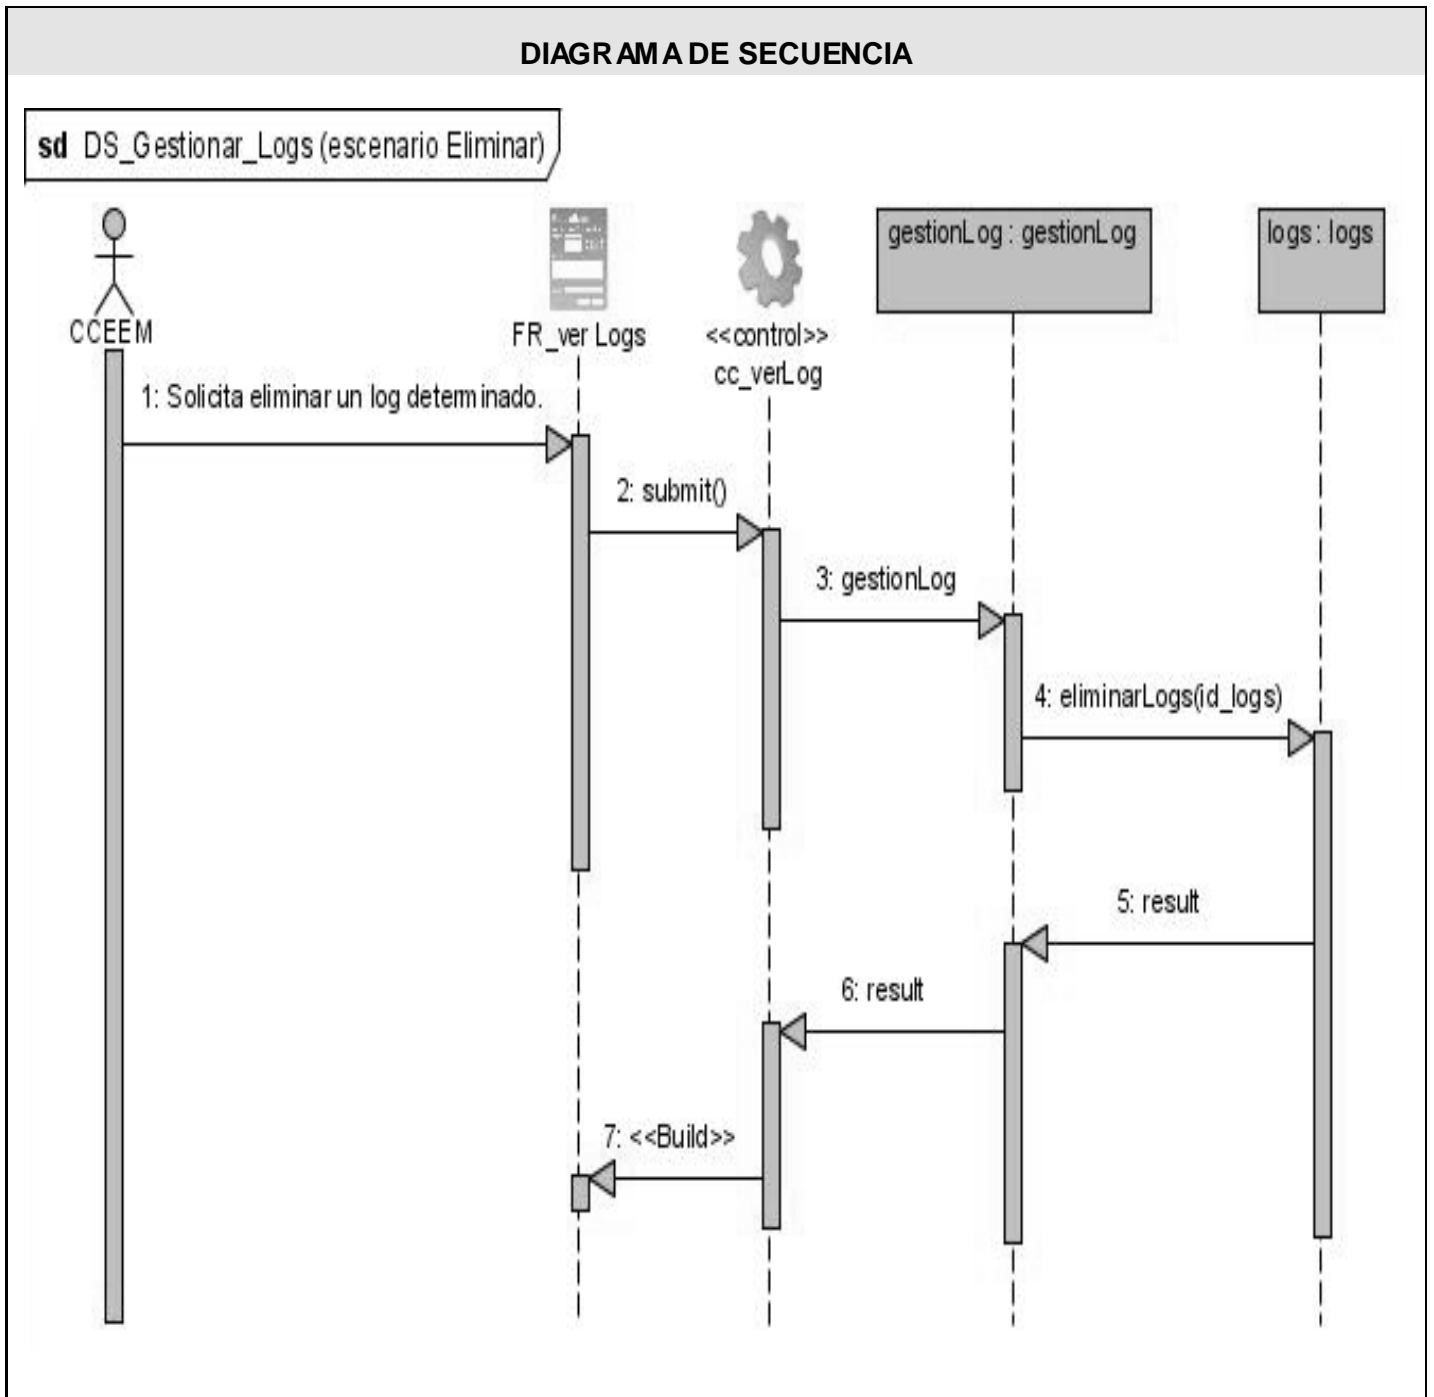 DIAGRAMA DE SECUENCIA
sd DS_Gestionar_Logs (escenario Eliminar)
gestionLog : gestionLog
logs : logs
CCEEM
FR_ver Logs
<<control>>
cc_verLog
1: Solicita eliminar un log determinado.
2: submit()
3: gestionLog
4: eliminarLogs(id_logs)
5: result
6: result
7: <<Build>>